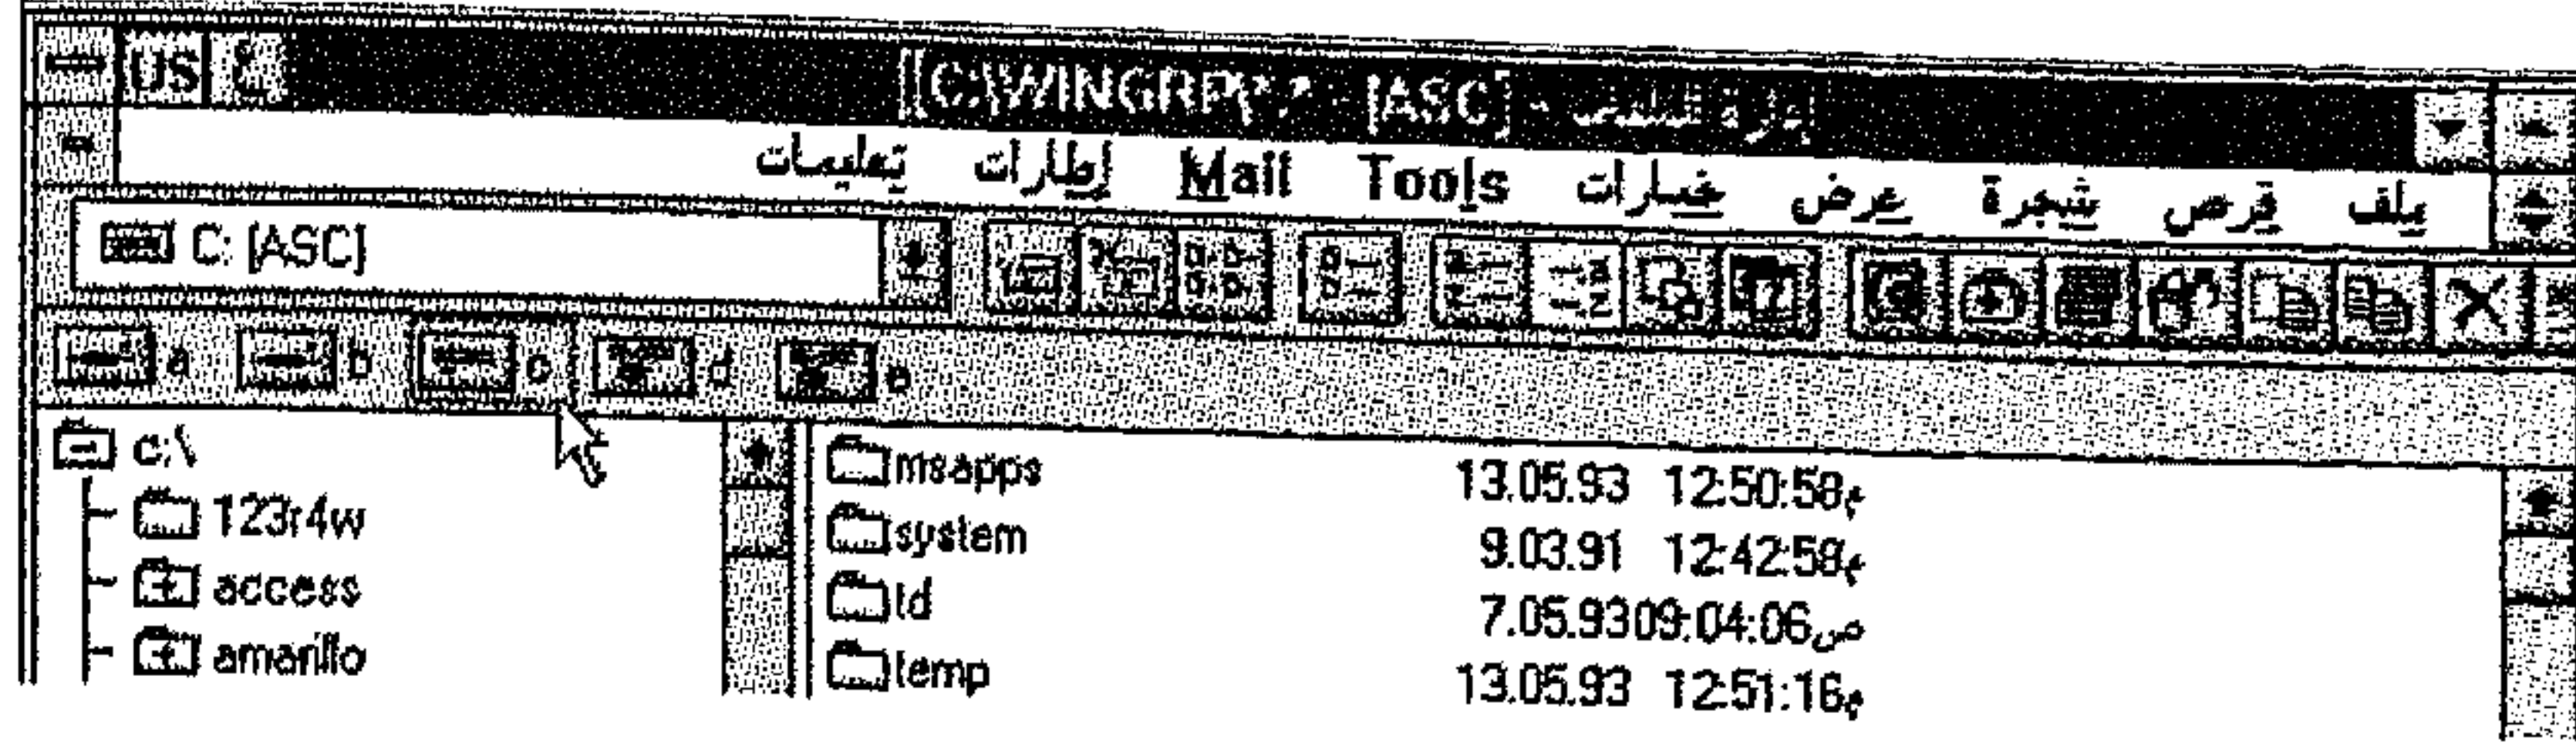 US ع [C:\WINGRP\*.* [ASC] - إدارة الملفات
ملف قرص شجرة عرض خيارات Tools Mail إطارات تعليمات
C: [ASC]
a b c d e
c:\
123r4w
access
amarillo
msapps 13.05.93 12:50:58م
system 9.03.91 12:42:58م
td 7.05.93 09:04:06ص
temp 13.05.93 12:51:16م